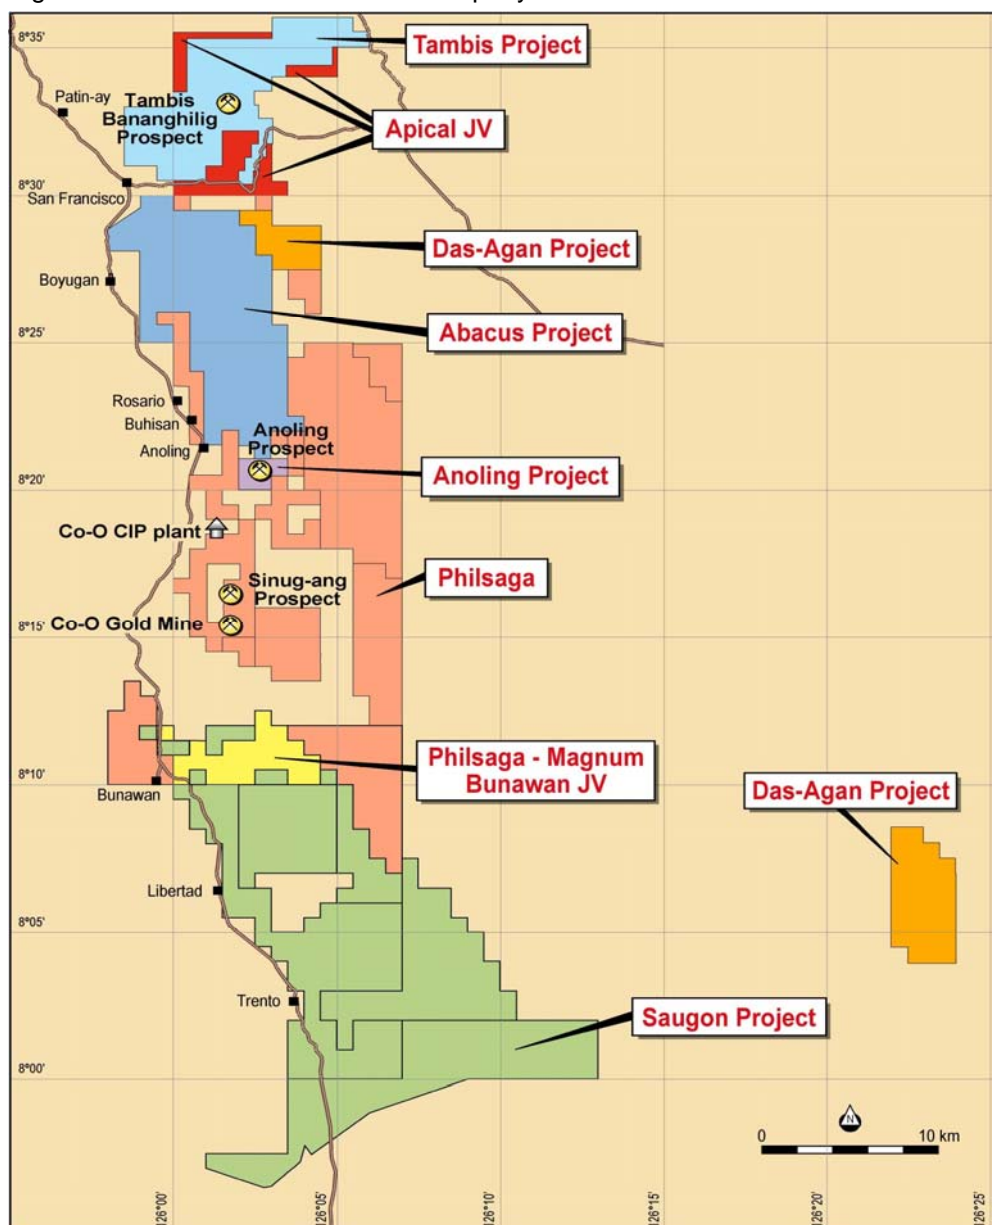 8°35'
Tambis Project
Patin-ay
Tambis
Bananghilig
Prospect
Apical JV
8°30'
San Francisco
Das-Agan Project
Boyugan
8°25'
Abacus Project
Rosario
Buhisan
Anoling
Prospect
Anoling
8°20'
Anoling Project
Co-O CIP plant
Philsaga
Sinug-ang
Prospect
8°15'
Co-O Gold Mine
Philsaga - Magnum
Bunawan JV
8°10'
Bunawan
Das-Agan Project
Libertad
8°05'
Trento
Saugon Project
8°00'
N
0 10 km
126°00'
126°05'
126°10'
126°15'
126°20'
126°25'